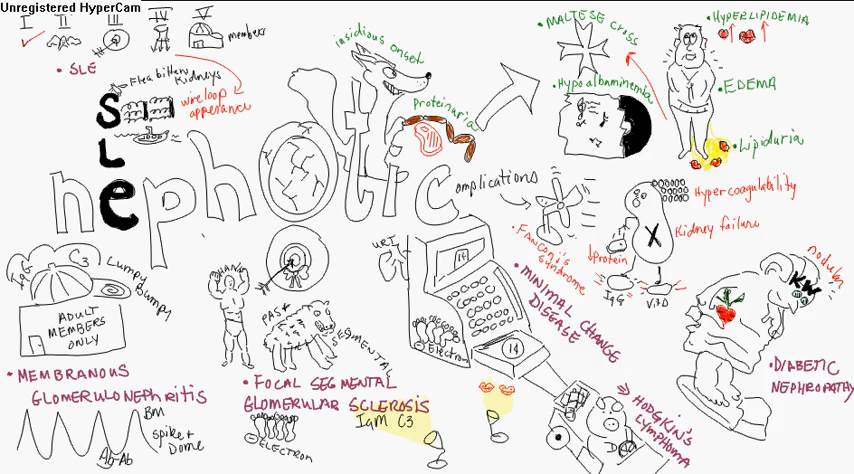 Unregistered HyperCam
I II III IV V
members
• SLE
Flea bitten Kidneys
wireloop
appearance
SLe
nephotic
insidious onset
Proteinuria
• MALTESE CROSS
• Hypoalbuminemia
• HYPERLIPIDEMIA
• EDEMA
• Lipiduria
complications
• FANCONI'S
SYNDROME
Hypercoagulability
Kidney failure
↓protein
IgG
Vit D
IgG C3 Lumpy
Bumpy
ADULT
MEMBERS
ONLY
• MEMBRANOUS
GLOMERULONEPHRITIS
BM
Spike +
Dome
Ab-Ab
PAS+
SEGMENTAL
• FOCAL SEGMENTAL
GLOMERULAR SCLEROSIS
IgM C3
ELECTRON
URI
14
Electron
14
• MINIMAL CHANGE
DISEASE
HODGKIN'S
LYMPHOMA
nodular
KW
• DIABETIC
NEPHROPATHY